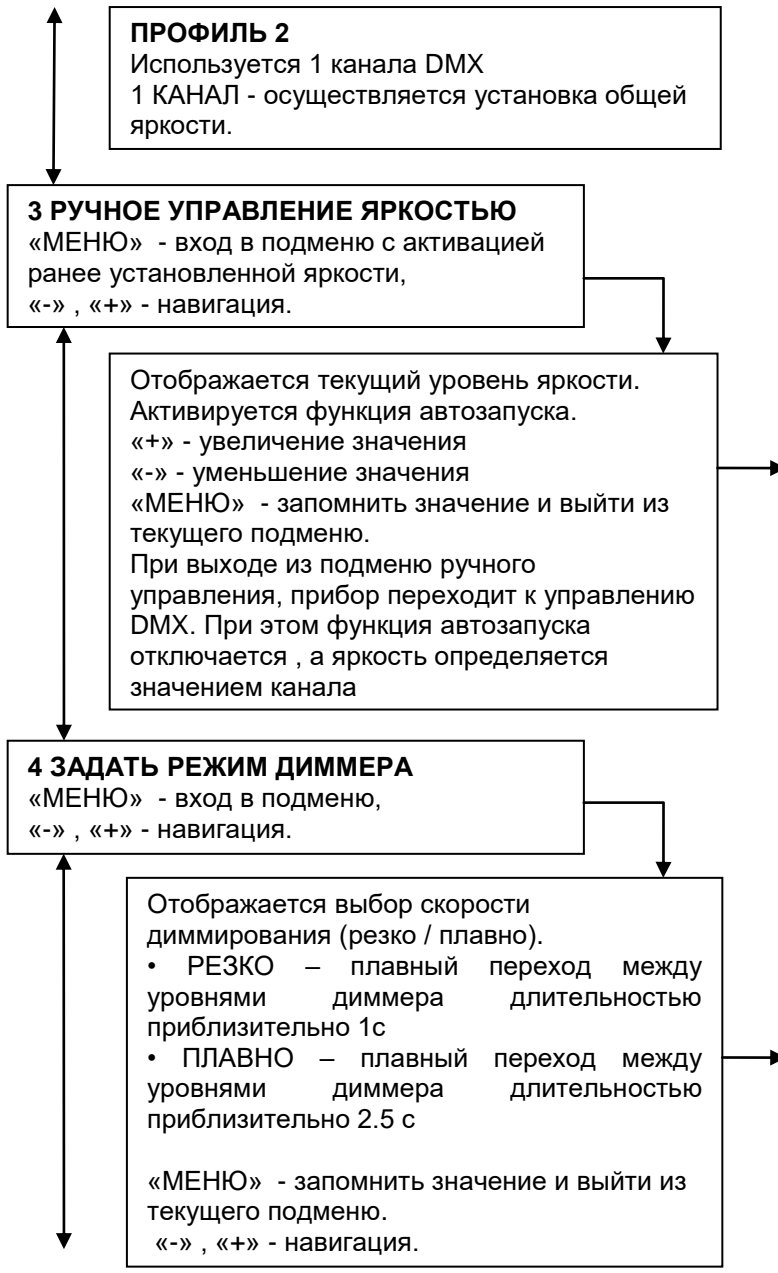 ПРОФИЛЬ 2
Используется 1 канала DMX
1 КАНАЛ - осуществляется установка общей
яркости.
3 РУЧНОЕ УПРАВЛЕНИЕ ЯРКОСТЬЮ
«МЕНЮ» - вход в подменю с активацией
ранее установленной яркости,
«-» , «+» - навигация.
Отображается текущий уровень яркости.
Активируется функция автозапуска.
«+» - увеличение значения
«-» - уменьшение значения
«МЕНЮ» - запомнить значение и выйти из
текущего подменю.
При выходе из подменю ручного
управления, прибор переходит к управлению
DMX. При этом функция автозапуска
отключается , а яркость определяется
значением канала
4 ЗАДАТЬ РЕЖИМ ДИММЕРА
«МЕНЮ» - вход в подменю,
«-» , «+» - навигация.
Отображается выбор скорости
диммирования (резко / плавно).
• РЕЗКО – плавный переход между
уровнями диммера длительностью
приблизительно 1с
• ПЛАВНО – плавный переход между
уровнями диммера длительностью
приблизительно 2.5 с
«МЕНЮ» - запомнить значение и выйти из
текущего подменю.
«-» , «+» - навигация.